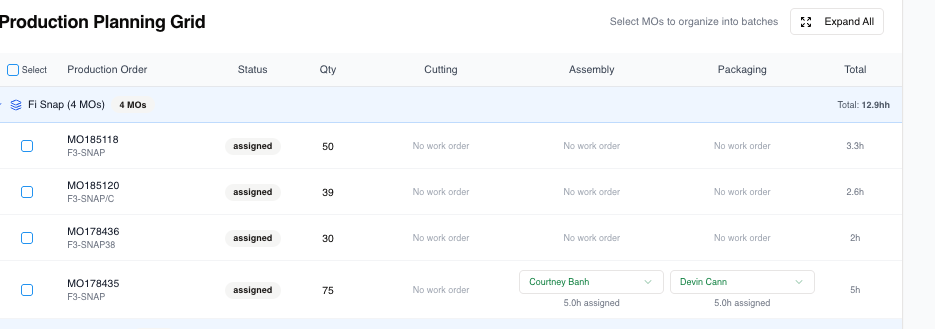 Production Planning Grid
Select MOs to organize into batches
Expand All
Select Production Order Status Qty Cutting Assembly Packaging Total
Fi Snap (4 MOs) 4 MOs Total: 12.9hh
MO185118 assigned 50 No work order No work order No work order 3.3h
F3-SNAP
MO185120 assigned 39 No work order No work order No work order 2.6h
F3-SNAP/C
MO178436 assigned 30 No work order No work order No work order 2h
F3-SNAP38
MO178435 assigned 75 No work order Courtney Banh Devin Cann 5h
F3-SNAP 5.0h assigned 5.0h assigned